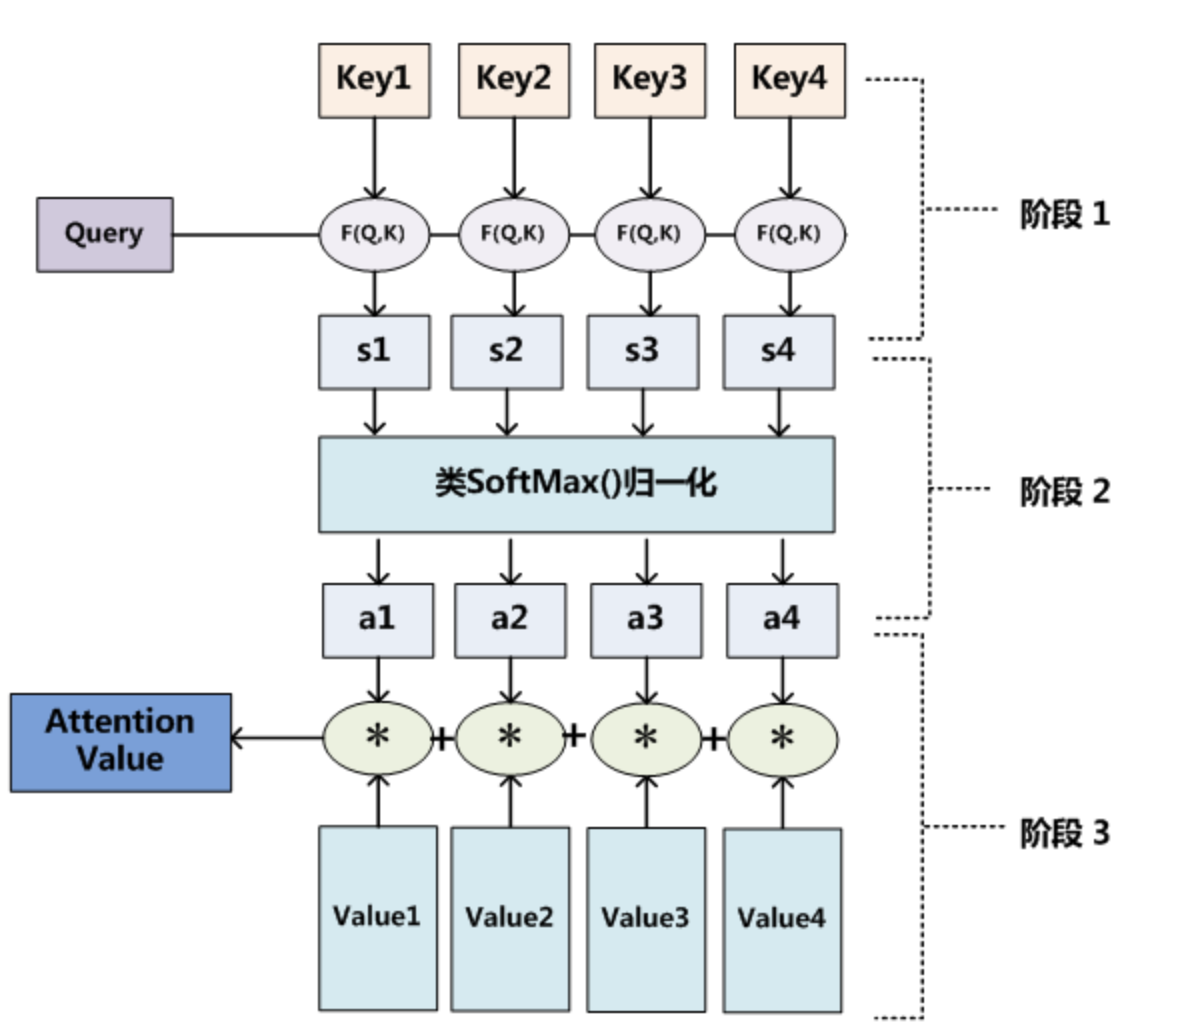 Key1
Key2
Key3
Key4
阶段 1
Query
F(Q,K)
F(Q,K)
F(Q,K)
F(Q,K)
s1
s2
s3
s4
类SoftMax()归一化
阶段 2
a1
a2
a3
a4
Attention
Value
*
+
*
+
*
+
*
阶段 3
Value1
Value2
Value3
Value4